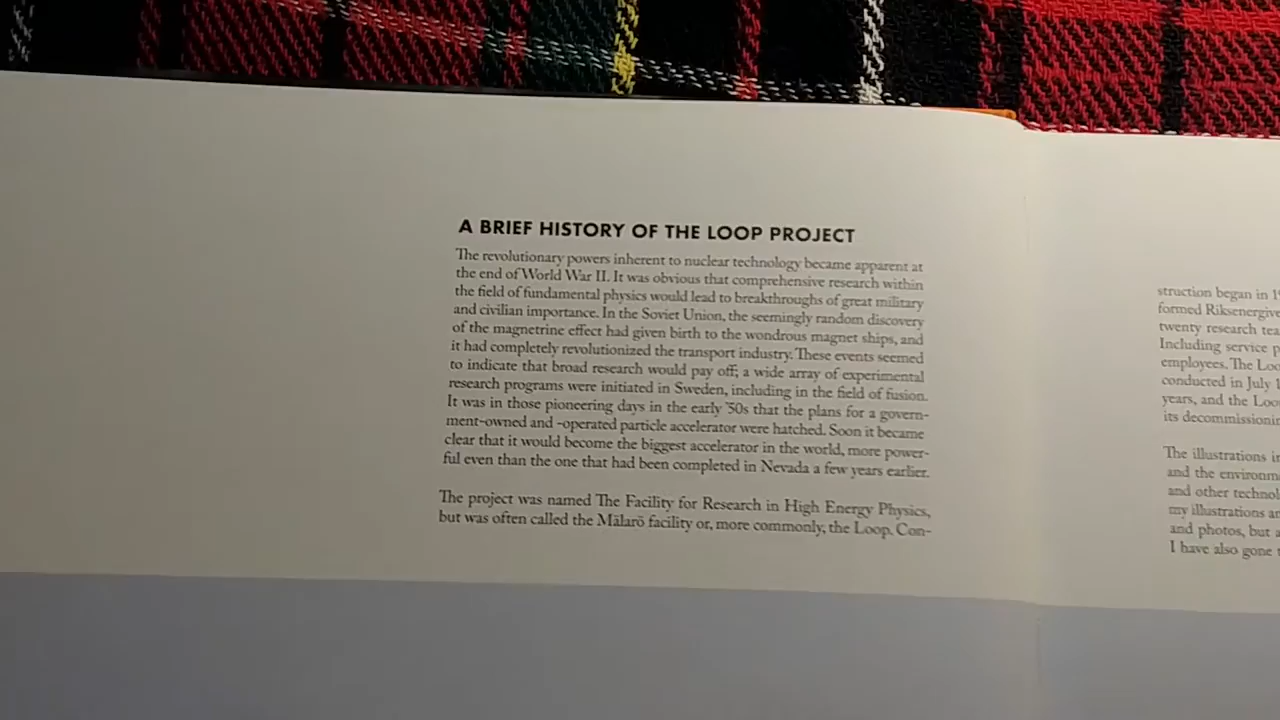 A BRIEF HISTORY OF THE LOOP PROJECT
The revolutionary powers inherent to nuclear technology became apparent at
the end of World War II. It was obvious that comprehensive research within
the field of fundamental physics would lead to breakthroughs of great military
and civilian importance. In the Soviet Union, the seemingly random discovery
of the magnetrine effect had given birth to the wondrous magnet ships, and
it had completely revolutionized the transport industry. These events seemed
to indicate that broad research would pay off; a wide array of experimental
research programs were initiated in Sweden, including in the field of fusion.
It was in those pioneering days in the early '50s that the plans for a govern-
ment-owned and -operated particle accelerator were hatched. Soon it became
clear that it would become the biggest accelerator in the world, more power-
ful even than the one that had been completed in Nevada a few years earlier.
The project was named The Facility for Research in High Energy Physics,
but was often called the Mälarö facility or, more commonly, the Loop. Con-
struction began in
formed
twenty research
Including service
employees. The
conducted in July
years, and the
its
The illustrations
and the
and other
my illustrations
and photos, but
I have also gone